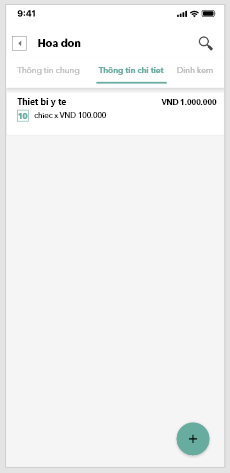 9:41
Hoa don
Thông tin chung Thông tin chi tiet Dinh kem
Thiet bi y te VND 1.000.000
10 chiec x VND 100.000
+